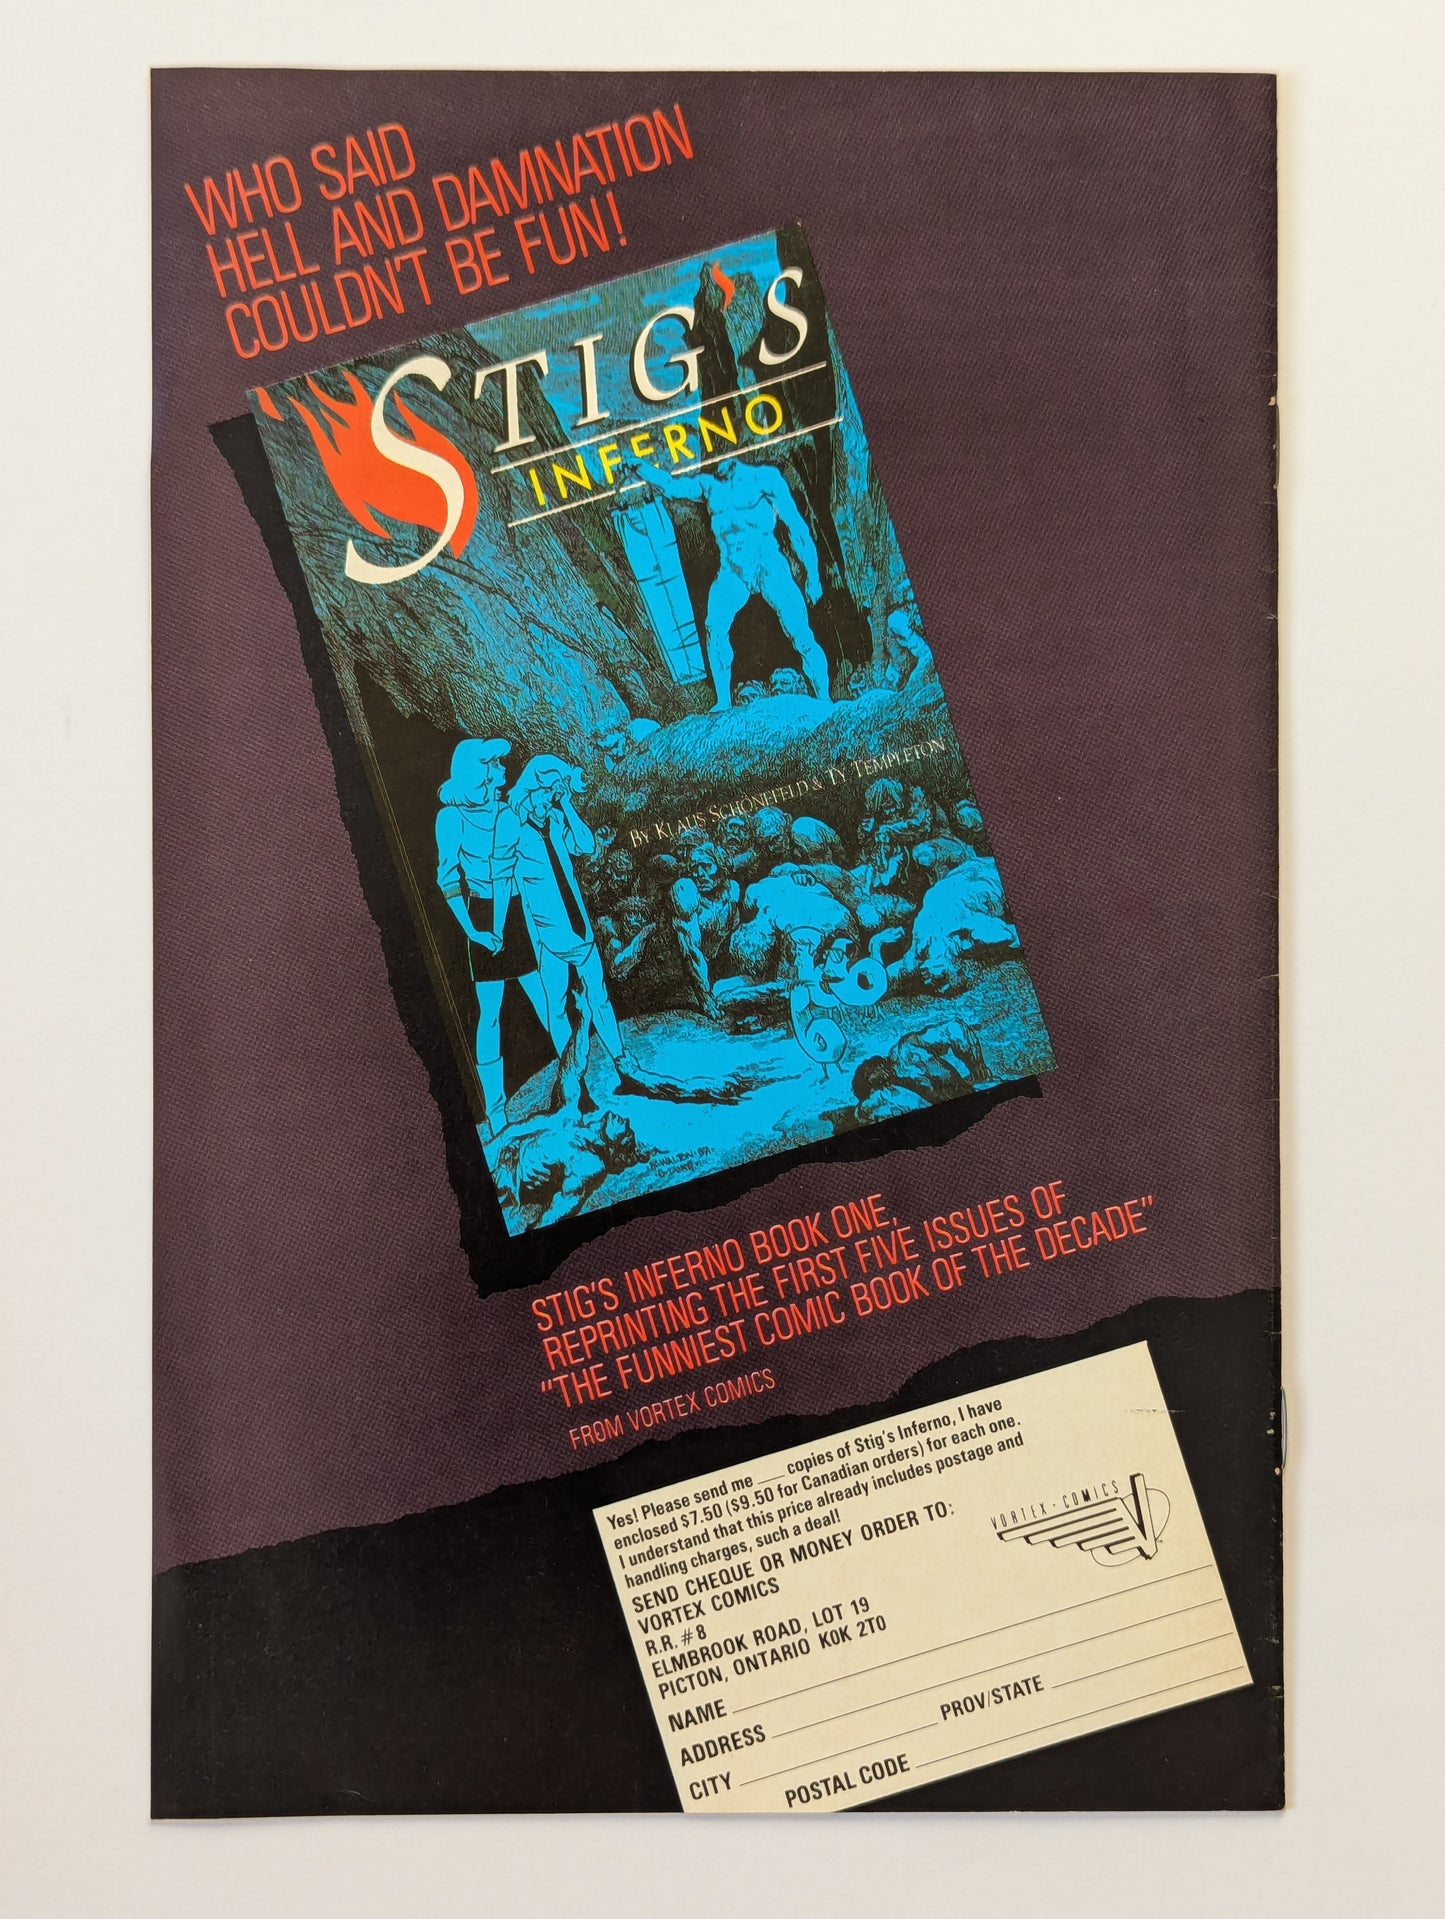 WHO SAID
HELL AND DAMNATION
COULDN'T BE FUN!
STIG'S
INFERNO
BY KLAUS SCHÖNEFELD & TY TEMPLETON
STIG'S INFERNO BOOK ONE,
REPRINTING THE FIRST FIVE ISSUES OF
"THE FUNNIEST COMIC BOOK OF THE DECADE"
FROM VORTEX COMICS
Yes! Please send me ___ copies of Stig's Inferno, I have
enclosed $7.50 ($9.50 for Canadian orders) for each one.
I understand that this price already includes postage and
handling charges, such a deal!
SEND CHEQUE OR MONEY ORDER TO:
VORTEX COMICS
R.R. #8
ELMBROOK ROAD, LOT 19
PICTON, ONTARIO K0K 2T0
VORTEX · COMICS
NAME
ADDRESS
CITY
PROV/STATE
POSTAL CODE